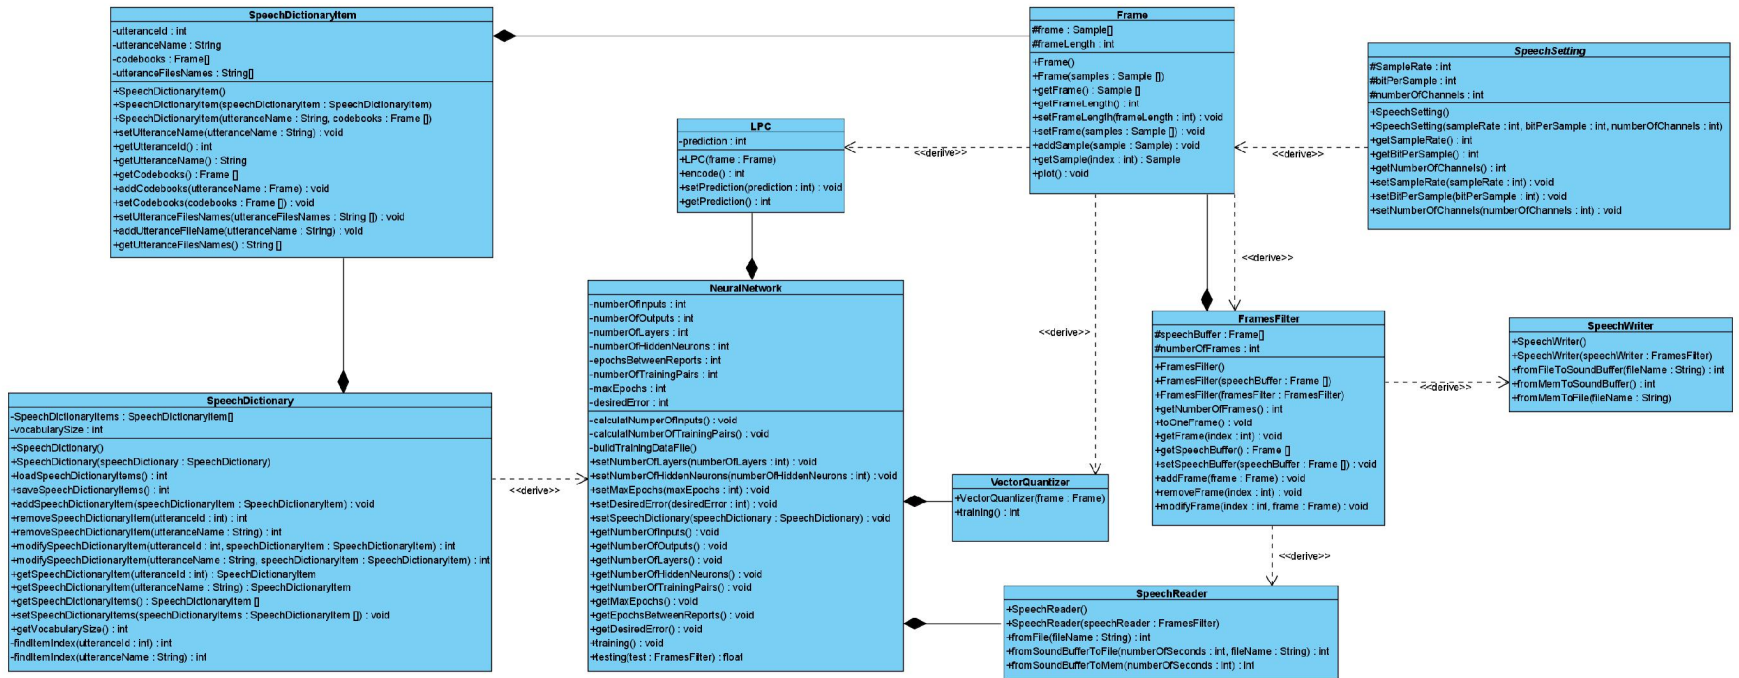 SpeechDictionaryItem
-utteranceId : int
-utteranceName : String
-codebooks : Frame[]
-utteranceFilesNames : String[]
+SpeechDictionaryItem()
+SpeechDictionaryItem(speechDictionaryItem : SpeechDictionaryItem)
+SpeechDictionaryItem(utteranceName : String, codebooks : Frame [])
+setUtteranceName(utteranceName : String) : void
+getUtteranceId() : int
+getUtteranceName() : String
+getCodebooks() : Frame []
+addCodebooks(utteranceName : Frame) : void
+setCodebooks(codebooks : Frame []) : void
+setUtteranceFilesNames(utteranceFilesNames : String []) : void
+addUtteranceFileName(utteranceName : String) : void
+getUtteranceFilesNames() : String []
Frame
#frame : Sample[]
#frameLength : int
+Frame()
+Frame(samples : Sample [])
+getFrame() : Sample []
+getFrameLength() : int
+setFrameLength(frameLength : int) : void
+setFrame(samples : Sample []) : void
+addSample(sample : Sample) : void
+getSample(index : int) : Sample
+plot() : void
SpeechSetting
#SampleRate : int
#bitPerSample : int
#numberOfChannels : int
+SpeechSetting()
+SpeechSetting(sampleRate : int, bitPerSample : int, numberOfChannels : int)
+getSampleRate() : int
+getBitPerSample() : int
+getNumberOfChannels() : int
+setSampleRate(sampleRate : int) : void
+setBitPerSample(bitPerSample : int) : void
+setNumberOfChannels(numberOfChannels : int) : void
LPC
-prediction : int
+LPC(frame : Frame)
+encode() : int
+setPrediction(prediction : int) : void
+getPrediction() : int
<<derive>>
<<derive>>
<<derive>>
<<derive>>
NeuralNetwork
-numberOfInputs : int
-numberOfOutputs : int
-numberOfLayers : int
-numberOfHiddenNeurons : int
-epochsBetweenReports : int
-numberOfTrainingPairs : int
-maxEpochs : int
-desiredError : int
-calculatNumperOfInputs() : void
-calculatNumberOfTrainingPairs() : void
-buildTrainingDataFile()
+setNumberOfLayers(numberOfLayers : int) : void
+setNumberOfHiddenNeurons(numberOfHiddenNeurons : int) : void
+setMaxEpochs(maxEpochs : int) : void
+setDesiredError(desiredError : int) : void
+setSpeechDictionary(speechDictionary : SpeechDictionary) : void
+getNumberOfInputs() : void
+getNumberOfOutputs() : void
+getNumberOfLayers() : void
+getNumberOfHiddenNeurons() : void
+getNumberOfTrainingPairs() : void
+getMaxEpochs() : void
+getEpochsBetweenReports() : void
+getDesiredError() : void
+training() : void
+testing(test : FramesFilter) : float
FramesFilter
#speechBuffer : Frame[]
#numberOfFrames : int
+FramesFilter()
+FramesFilter(speechBuffer : Frame [])
+FramesFilter(framesFilter : FramesFilter)
+getNumberOfFrames() : int
+toOneFrame() : void
+getFrame(index : int) : void
+getSpeechBuffer() : Frame []
+setSpeechBuffer(speechBuffer : Frame []) : void
+addFrame(frame : Frame) : void
+removeFrame(index : int) : void
+modifyFrame(index : int, frame : Frame) : void
<<derive>>
SpeechWriter
+SpeechWriter()
+SpeechWriter(speechWriter : FramesFilter)
+fromFileToSoundBuffer(fileName : String) : int
+fromMemToSoundBuffer() : int
+fromMemToFile(fileName : String)
SpeechDictionary
-SpeechDictionaryItems : SpeechDictionaryItem[]
-vocabularySize : int
+SpeechDictionary()
+SpeechDictionary(speechDictionary : SpeechDictionary)
+loadSpeechDictionaryItems() : int
+saveSpeechDictionaryItems() : int
+addSpeechDictionaryItem(speechDictionaryItem : SpeechDictionaryItem) : void
+removeSpeechDictionaryItem(utteranceId : int) : int
+removeSpeechDictionaryItem(utteranceName : String) : int
+modifySpeechDictionaryItem(utteranceId : int, speechDictionaryItem : SpeechDictionaryItem) : int
+modifySpeechDictionaryItem(utteranceName : String, speechDictionaryItem : SpeechDictionaryItem) : int
+getSpeechDictionaryItem(utteranceId : int) : SpeechDictionaryItem
+getSpeechDictionaryItem(utteranceName : String) : SpeechDictionaryItem
+getSpeechDictionaryItems() : SpeechDictionaryItem []
+setSpeechDictionaryItems(speechDictionaryItems : SpeechDictionaryItem []) : void
+getVocabularySize() : int
-findItemIndex(utteranceId : int) : int
-findItemIndex(utteranceName : String) : int
<<derive>>
VectorQuantizer
+VectorQuantizer(frame : Frame)
+training() : int
<<derive>>
SpeechReader
+SpeechReader()
+SpeechReader(speechReader : FramesFilter)
+fromFile(fileName : String) : int
+fromSoundBufferToFile(numberOfSeconds : int, fileName : String) : int
+fromSoundBufferToMem(numberOfSeconds : int) : int